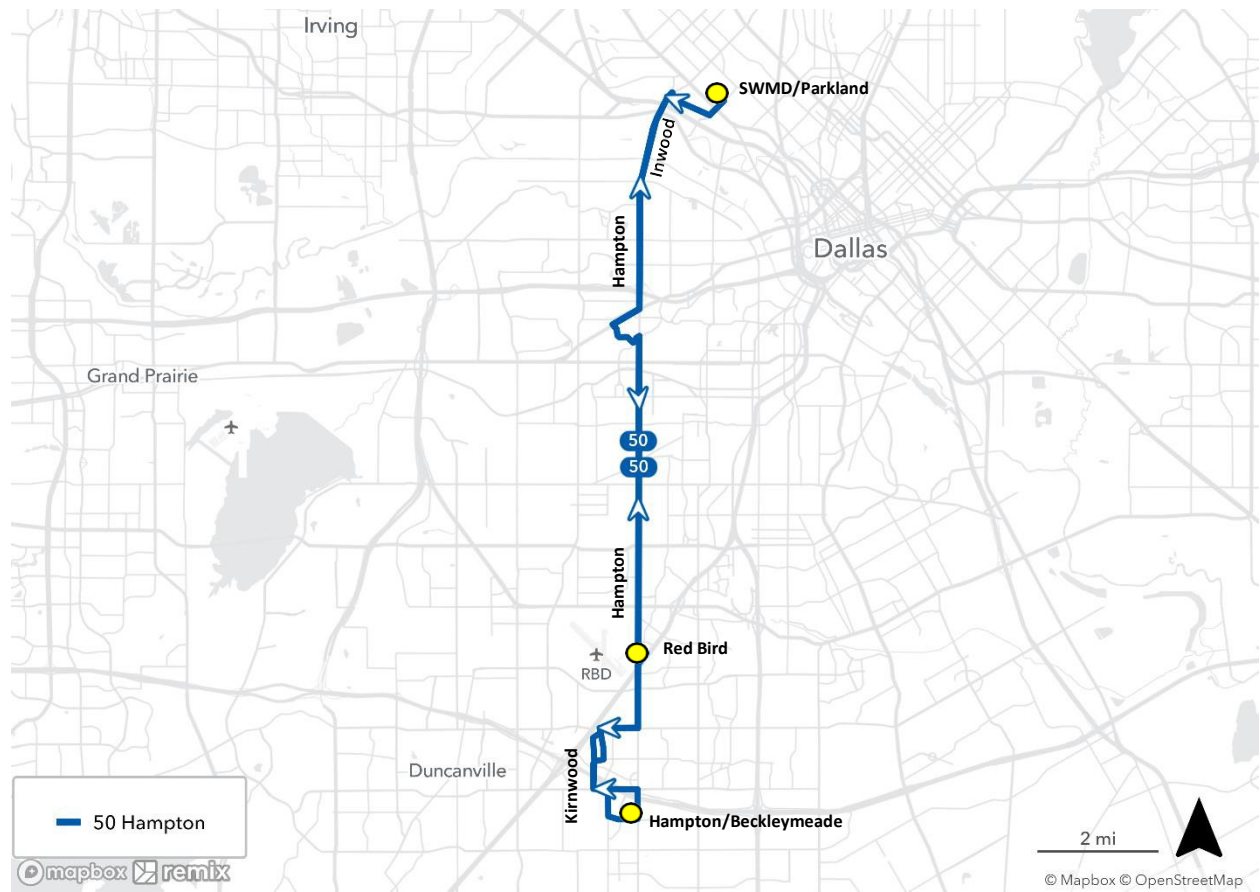 Irving
SWMD/Parkland
Inwood
Hampton
Dallas
Grand Prairie
50
50
Hampton
Red Bird
RBD
Kirnwood
Duncanville
Hampton/Beckleymeade
50 Hampton
2 mi
mapbox remix
© Mapbox © OpenStreetMap